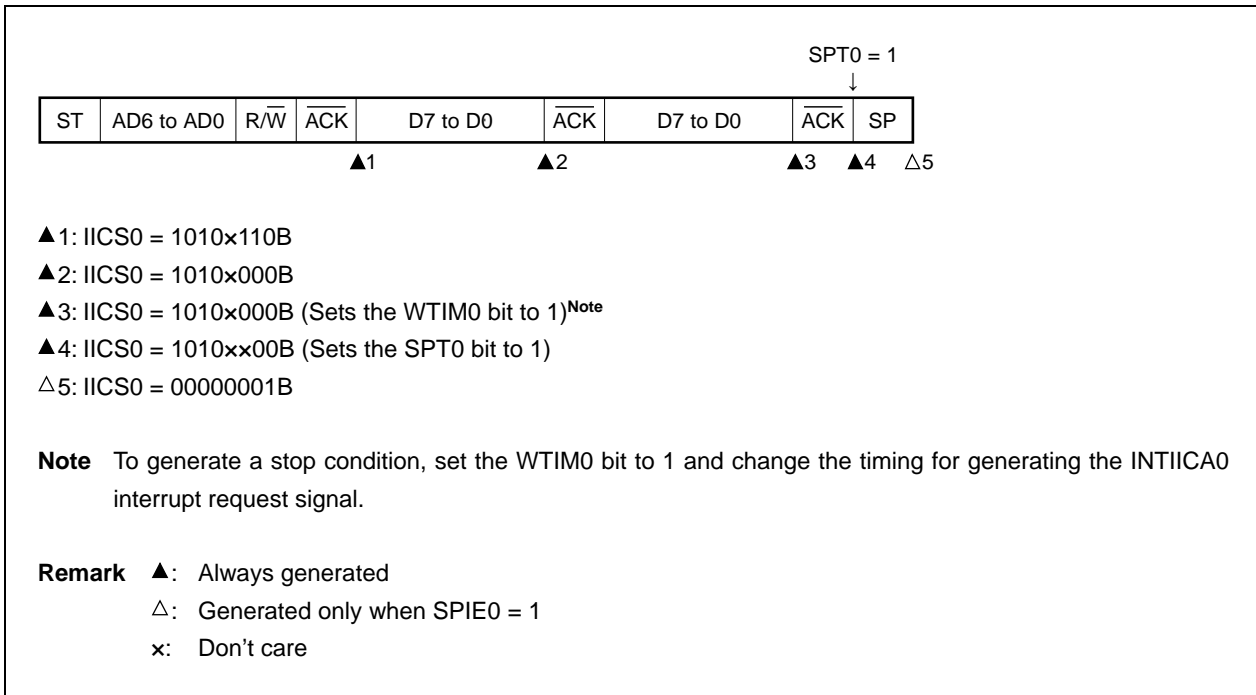 SPT0 = 1
↓
ST AD6 to AD0 R/W̅ A̅C̅K̅ D7 to D0 A̅C̅K̅ D7 to D0 A̅C̅K̅ SP
▲1 ▲2 ▲3 ▲4 △5
▲1: IICS0 = 1010×110B
▲2: IICS0 = 1010×000B
▲3: IICS0 = 1010×000B (Sets the WTIM0 bit to 1)Note
▲4: IICS0 = 1010××00B (Sets the SPT0 bit to 1)
△5: IICS0 = 00000001B
Note To generate a stop condition, set the WTIM0 bit to 1 and change the timing for generating the INTIICA0
interrupt request signal.
Remark ▲: Always generated
△: Generated only when SPIE0 = 1
×: Don't care